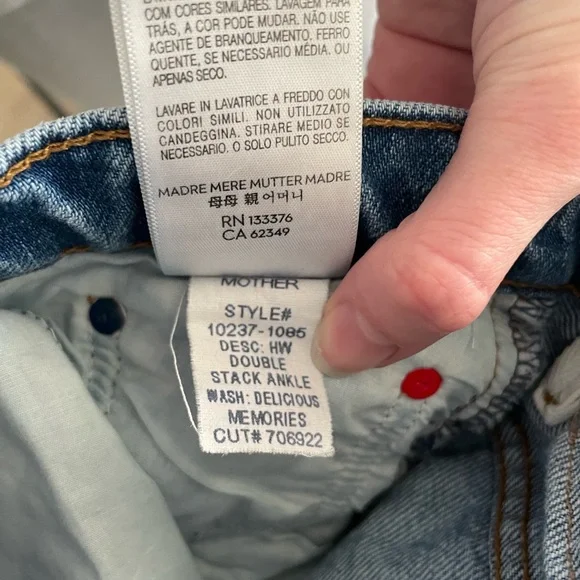 COM CORES SIMILARES. LAVAGEM PARA
TRÁS, A COR PODE MUDAR. NÃO USE
AGENTE DE BRANQUEAMENTO. FERRO
QUENTE, SE NECESSARIO MÉDIA. OU
APENAS SECO.
LAVARE IN LAVATRICE A FREDDO CON
COLORI SIMILI. NON UTILIZZARE
CANDEGGINA. STIRARE MEDIO SE
NECESSARIO. O SOLO PULITO SECCO.
MADRE MERE MUTTER MADRE
母母 親 어머니
RN 133376
CA 62349
MOTHER
STYLE#
10237-1085
DESC: HW
DOUBLE
STACK ANKLE
WASH: DELICIOUS
MEMORIES
CUT# 706922